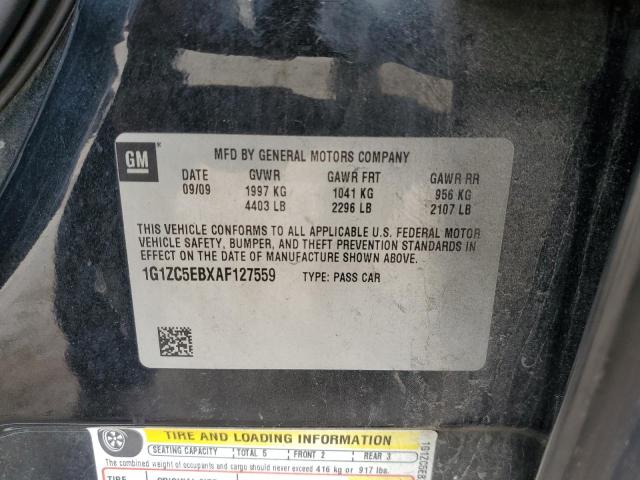 GM
MFD BY GENERAL MOTORS COMPANY
DATE GVWR GAWR FRT GAWR RR
09/09 1997 KG 1041 KG 956 KG
4403 LB 2296 LB 2107 LB
THIS VEHICLE CONFORMS TO ALL APPLICABLE U.S. FEDERAL MOTOR
VEHICLE SAFETY, BUMPER, AND THEFT PREVENTION STANDARDS IN
EFFECT ON THE DATE OF MANUFACTURE SHOWN ABOVE.
1G1ZC5EBXAF127559 TYPE: PASS CAR
TIRE AND LOADING INFORMATION
SEATING CAPACITY TOTAL 5 FRONT 2 REAR 3
The combined weight of occupants and cargo should never exceed 416 kg or 917 lbs.
TIRE
1G1ZC5EB